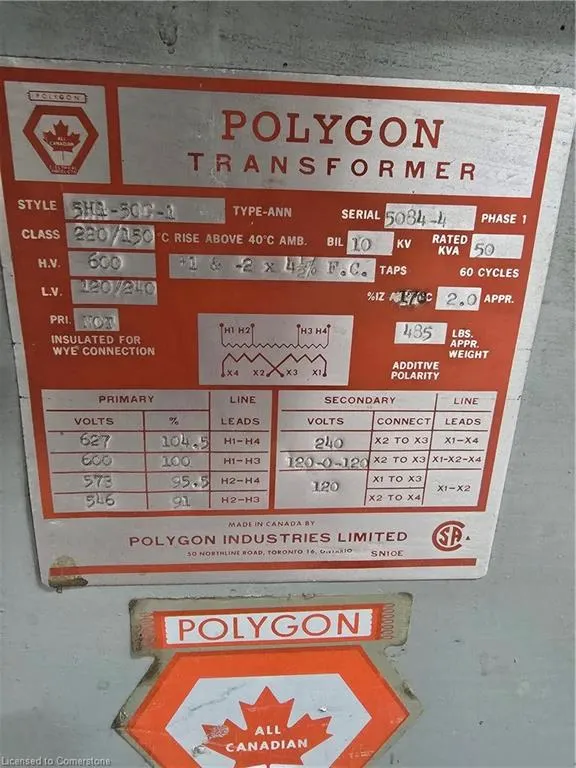 POLYGON
ALL
CANADIAN
ELECTRICAL
PRODUCTS
POLYGON
TRANSFORMER
STYLE 5H1-50C-1 TYPE-ANN SERIAL 5084-4 PHASE 1
CLASS 220/150 °C RISE ABOVE 40°C AMB. BIL 10 KV RATED KVA 50
H.V. 600 +1 & -2 x 4½% F.C. TAPS 60 CYCLES
L.V. 120/240 %IZ 170°C 2.0 APPR.
PRI. NOT
INSULATED FOR
WYE CONNECTION
H1 H2 H3 H4
X4 X2 X3 X1
485 LBS.
APPR.
WEIGHT
ADDITIVE
POLARITY
PRIMARY LINE SECONDARY LINE
VOLTS % LEADS VOLTS CONNECT LEADS
627 104.5 H1-H4 240 X2 TO X3 X1-X4
600 100 H1-H3 120-0-120 X2 TO X3 X1-X2-X4
573 95.5 H2-H4 120 X1 TO X3 X1-X2
546 91 H2-H3 X2 TO X4
MADE IN CANADA BY
POLYGON INDUSTRIES LIMITED
50 NORTHLINE ROAD, TORONTO 16, ONTARIO SN10E
SA
POLYGON
ALL
CANADIAN
Licensed to Cornerstone